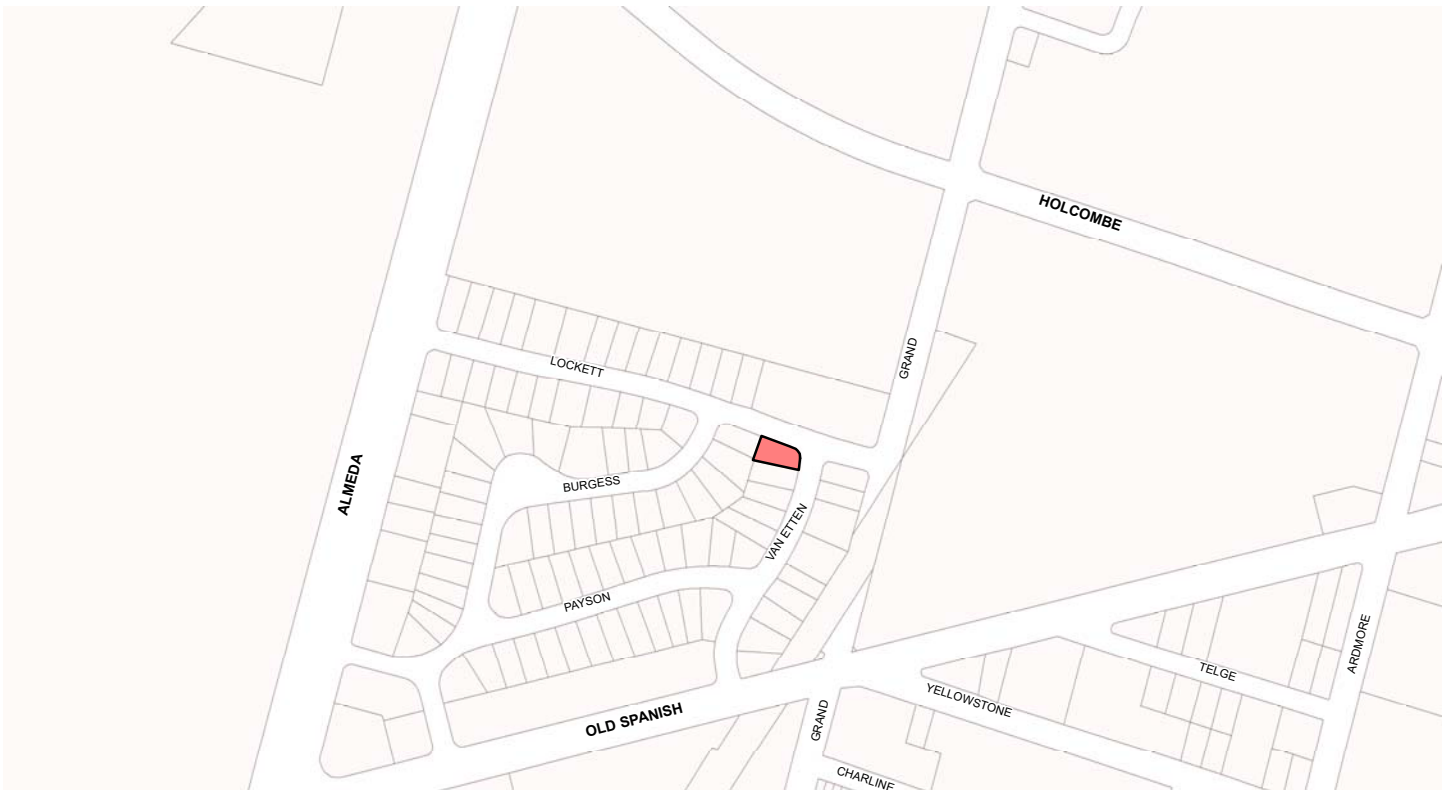 HOLCOMBE
GRAND
LOCKETT
ALMEDA
BURGESS
VAN ETTEN
PAYSON
ARDMORE
TELGE
YELLOWSTONE
OLD SPANISH
GRAND
CHARLINE